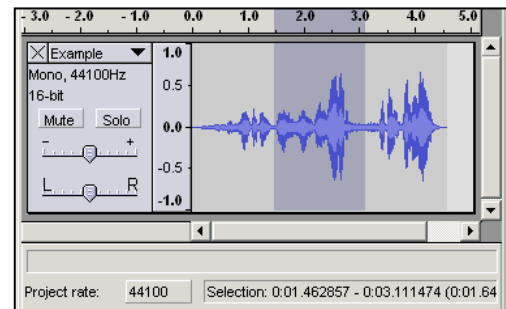 - 3.0 - 2.0 - 1.0 0.0 1.0 2.0 3.0 4.0 5.0
X Example
Mono, 44100Hz
16-bit
Mute Solo
- +
L R
1.0
0.5
0.0
-0.5
-1.0
Project rate: 44100 Selection: 0:01.462857 - 0:03.111474 (0:01.64